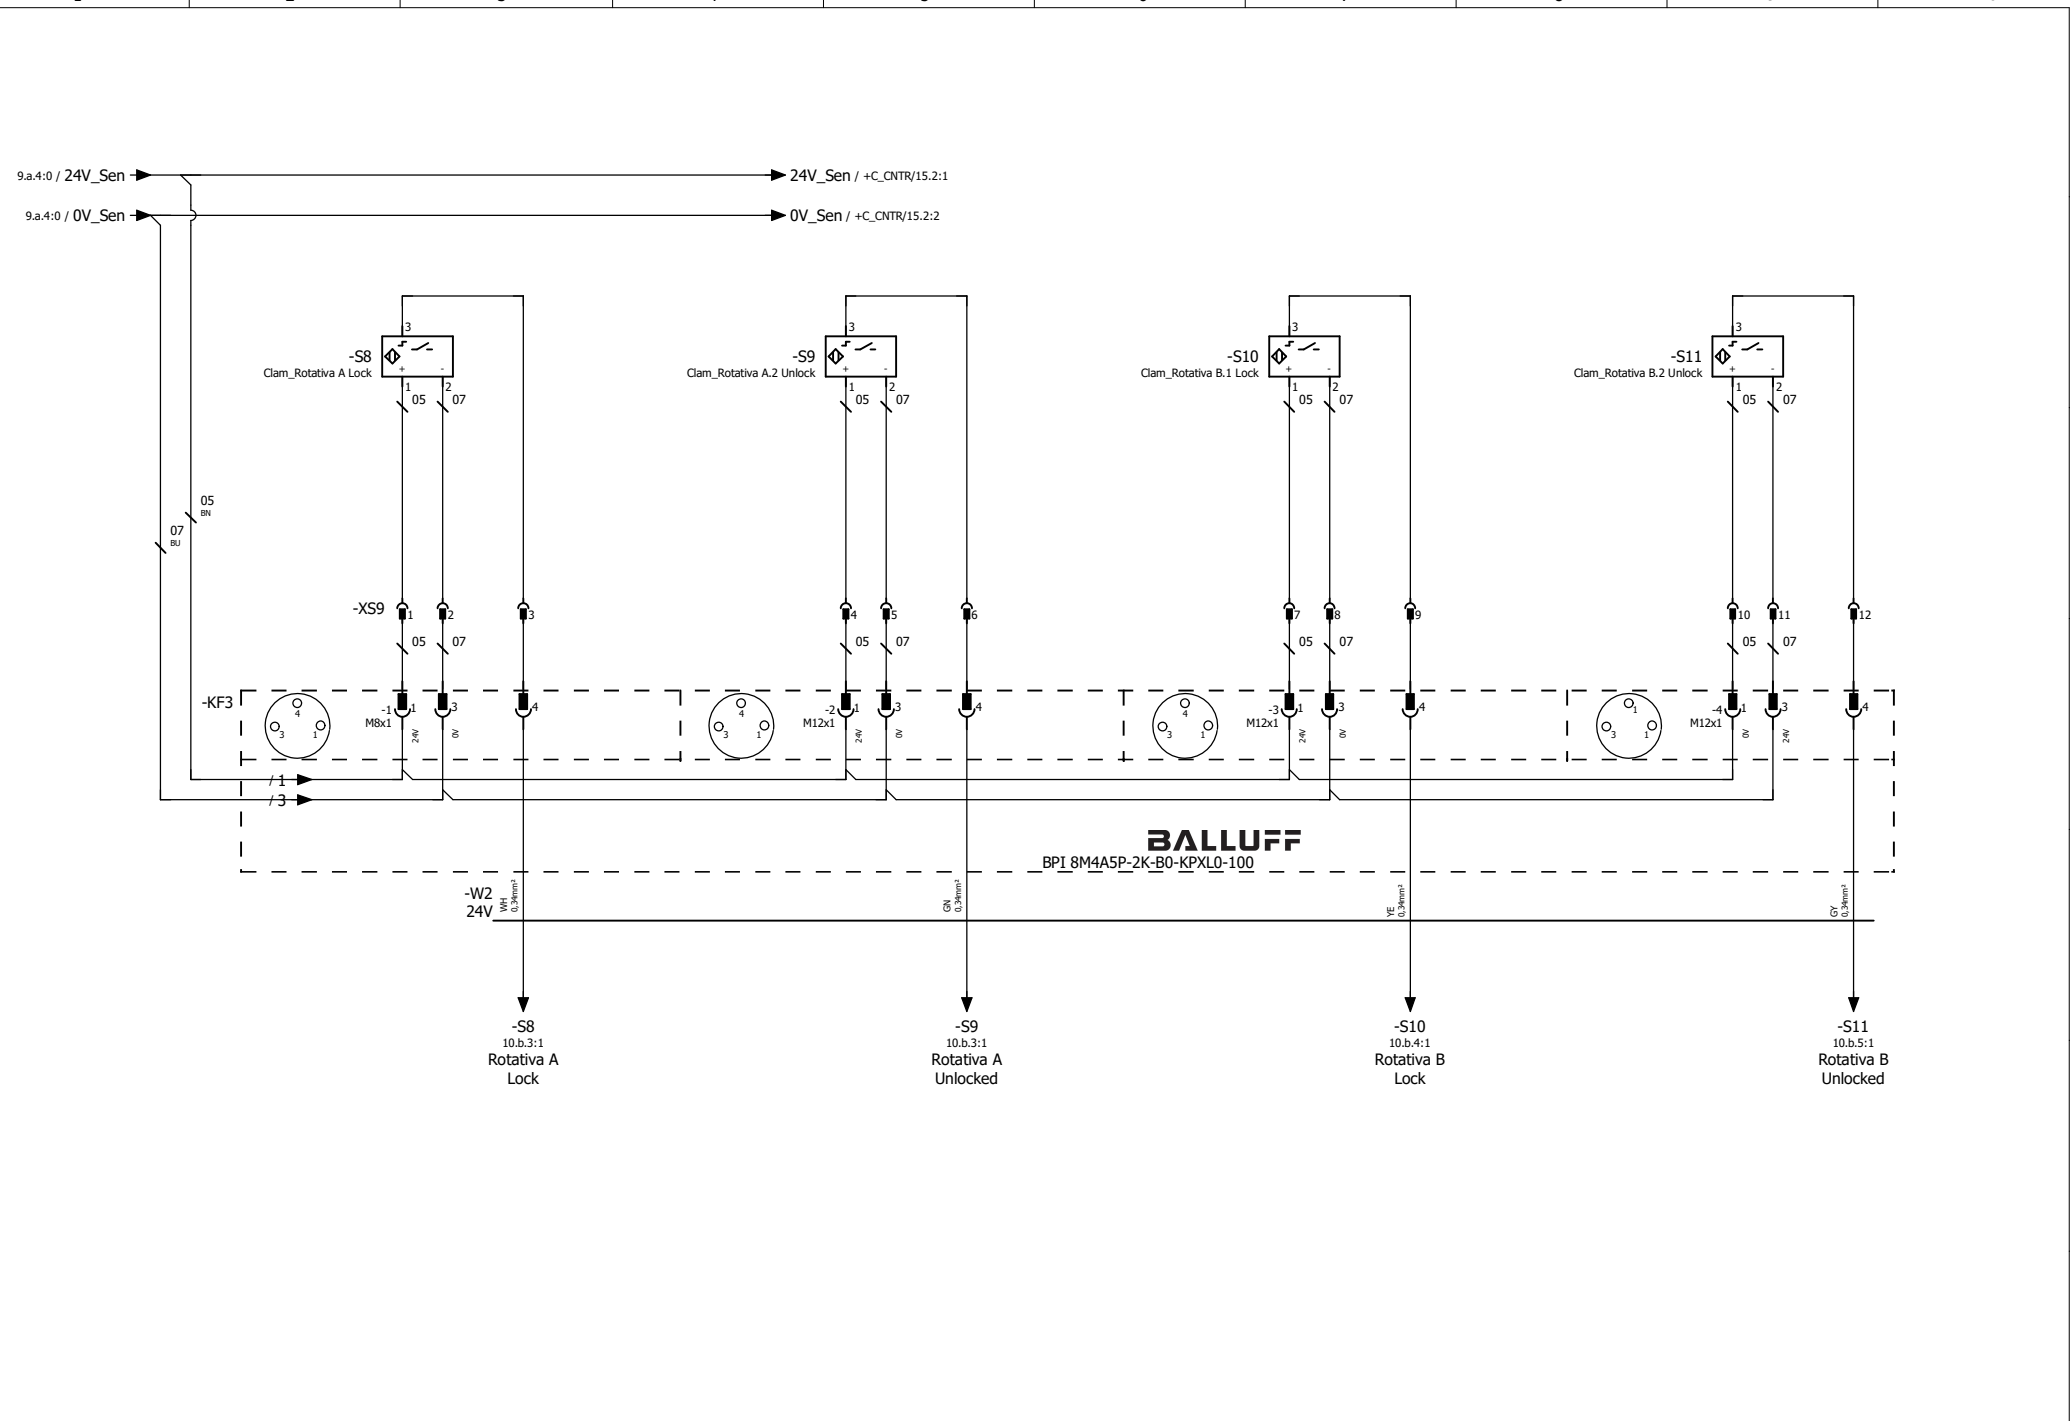 9.a.4:0 / 24V_Sen
24V_Sen / +C_CNTR/15.2:1
9.a.4:0 / 0V_Sen
0V_Sen / +C_CNTR/15.2:2
3
3
3
3
-S8
Clam_Rotativa A Lock
+ -
-S9
Clam_Rotativa A.2 Unlock
+ -
-S10
Clam_Rotativa B.1 Lock
+ -
-S11
Clam_Rotativa B.2 Unlock
+ -
1 2
1 2
1 2
1 2
05 07
05 07
05 07
05 07
05
BN
07
BU
-XS9
1 2 3
4 5 6
7 8 9
10 11 12
05 07
05 07
05 07
05 07
-KF3
4
3 1
-1
M8x1
1 3 4
24V 0V
4
3 1
-2
M12x1
1 3 4
24V 0V
4
3 1
-3
M12x1
1 3 4
24V 0V
1
3 1
-4
M12x1
1 3 4
0V 24V
/ 1
/ 3
BALLUFF
BPI 8M4A5P-2K-B0-KPXL0-100
-W2
24V
WH
0,34mm²
GN
0,34mm²
YE
0,34mm²
GY
0,34mm²
-S8
10.b.3:1
Rotativa A
Lock
-S9
10.b.3:1
Rotativa A
Unlocked
-S10
10.b.4:1
Rotativa B
Lock
-S11
10.b.5:1
Rotativa B
Unlocked